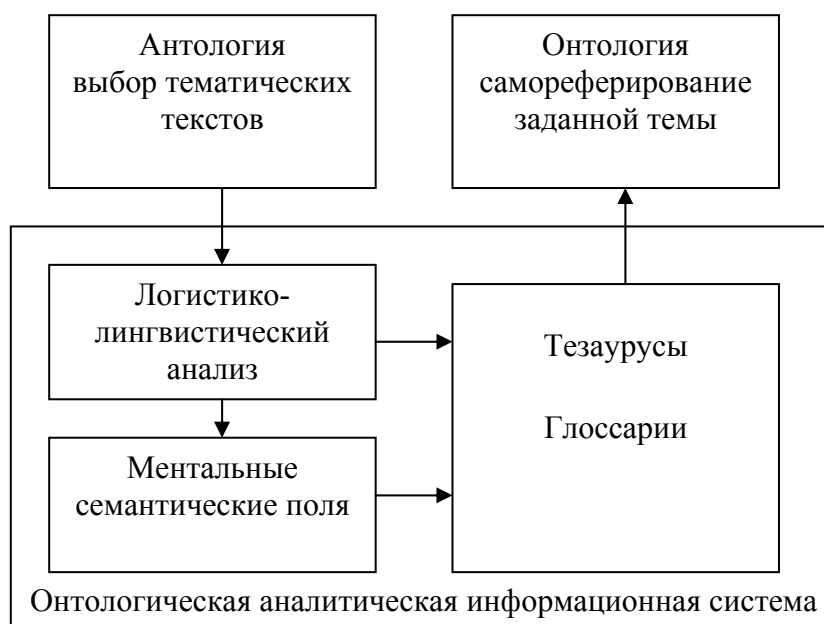 Антология
выбор тематических
текстов
Онтология
самореферирование
заданной темы
Логистико-
лингвистический
анализ
Тезаурусы
Глоссарии
Ментальные
семантические поля
Онтологическая аналитическая информационная система